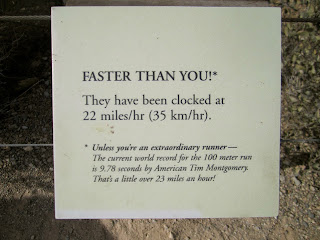 FASTER THAN YOU!*
They have been clocked at
22 miles/hr (35 km/hr).
* Unless you're an extraordinary runner —
The current world record for the 100 meter run
is 9.78 seconds by American Tim Montgomery.
That's a little over 23 miles an hour!